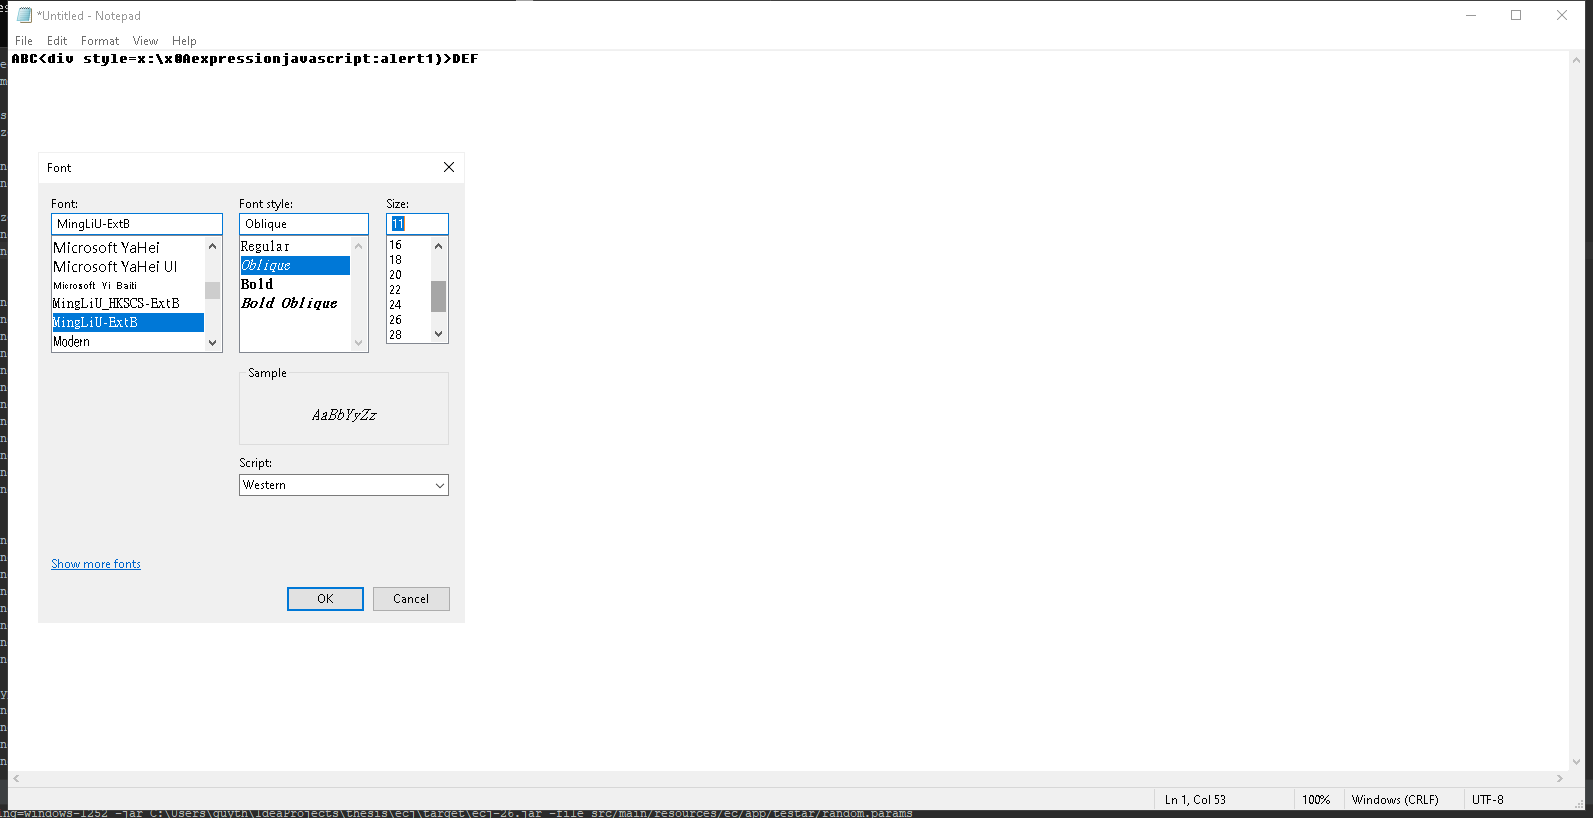 *Untitled - Notepad
File Edit Format View Help
ABC<div style=x:\x0Aexpressionjavascript:alert1)>DEF
Font
Font: Font style: Size:
MingLiU-ExtB Oblique 11
Microsoft YaHei
Microsoft YaHei UI
Microsoft Yi Baiti
MingLiU_HKSCS-ExtB
MingLiU-ExtB
Modern
Regular
Oblique
Bold
Bold Oblique
16
18
20
22
24
26
28
Sample
AaBbYyZz
Script:
Western
Show more fonts
OK Cancel
Ln 1, Col 53 100% Windows (CRLF) UTF-8
ing=windows-1252 -jar C:\Users\guyth\IdeaProjects\thesis\ecj\target\ecj-26.jar -file src/main/resources/ec/app/testar/random.params